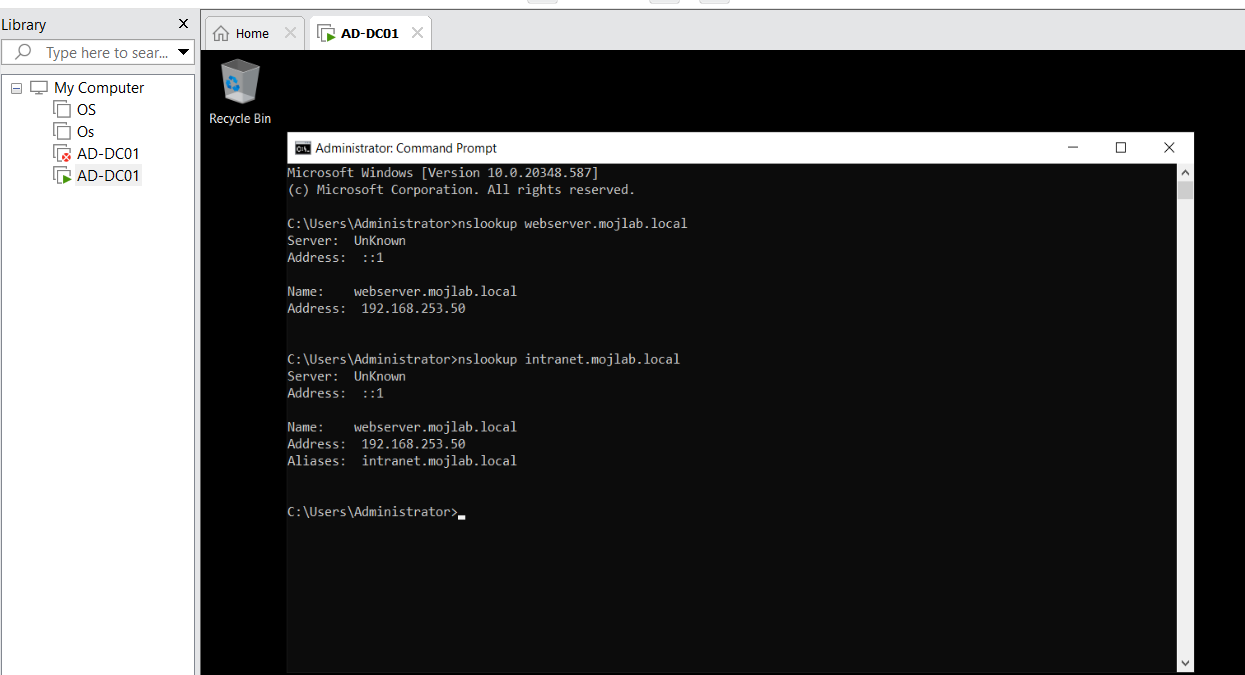 Library
Type here to sear...
My Computer
OS
Os
AD-DC01
AD-DC01
Home
AD-DC01
Recycle Bin
Administrator: Command Prompt
Microsoft Windows [Version 10.0.20348.587]
(c) Microsoft Corporation. All rights reserved.
C:\Users\Administrator>nslookup webserver.mojlab.local
Server:  UnKnown
Address:  ::1
Name:    webserver.mojlab.local
Address:  192.168.253.50
C:\Users\Administrator>nslookup intranet.mojlab.local
Server:  UnKnown
Address:  ::1
Name:    webserver.mojlab.local
Address:  192.168.253.50
Aliases:  intranet.mojlab.local
C:\Users\Administrator>